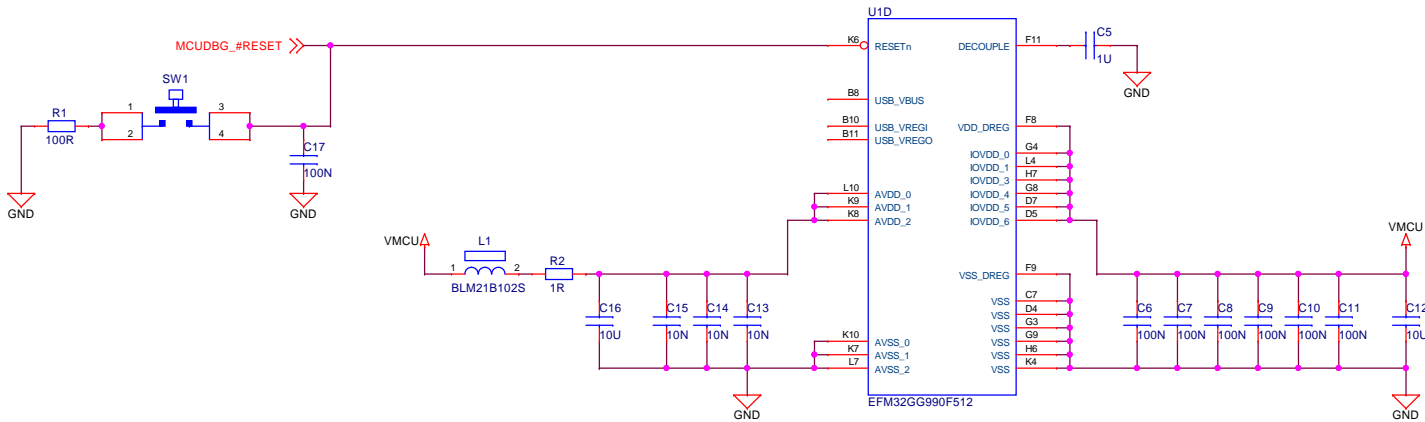 U1D
MCUDBG_#RESET
K6
RESETn
DECOUPLE
F11
C5
1U
GND
SW1
R1
100R
1
2
3
4
C17
100N
GND
GND
B8
USB_VBUS
B10
USB_VREGI
B11
USB_VREGO
VDD_DREG
F8
IOVDD_0
G4
IOVDD_1
L4
IOVDD_3
H7
IOVDD_4
G8
IOVDD_5
D7
IOVDD_6
D5
L10
AVDD_0
K9
AVDD_1
K8
AVDD_2
VMCU
L1
1
2
BLM21B102S
R2
1R
VMCU
VSS_DREG
F9
VSS
C7
VSS
D4
VSS
G3
VSS
G9
VSS
H6
VSS
K4
C16
10U
C15
10N
C14
10N
C13
10N
K10
AVSS_0
K7
AVSS_1
L7
AVSS_2
C6
100N
C7
100N
C8
100N
C9
100N
C10
100N
C11
100N
C12
10U
GND
EFM32GG990F512
GND